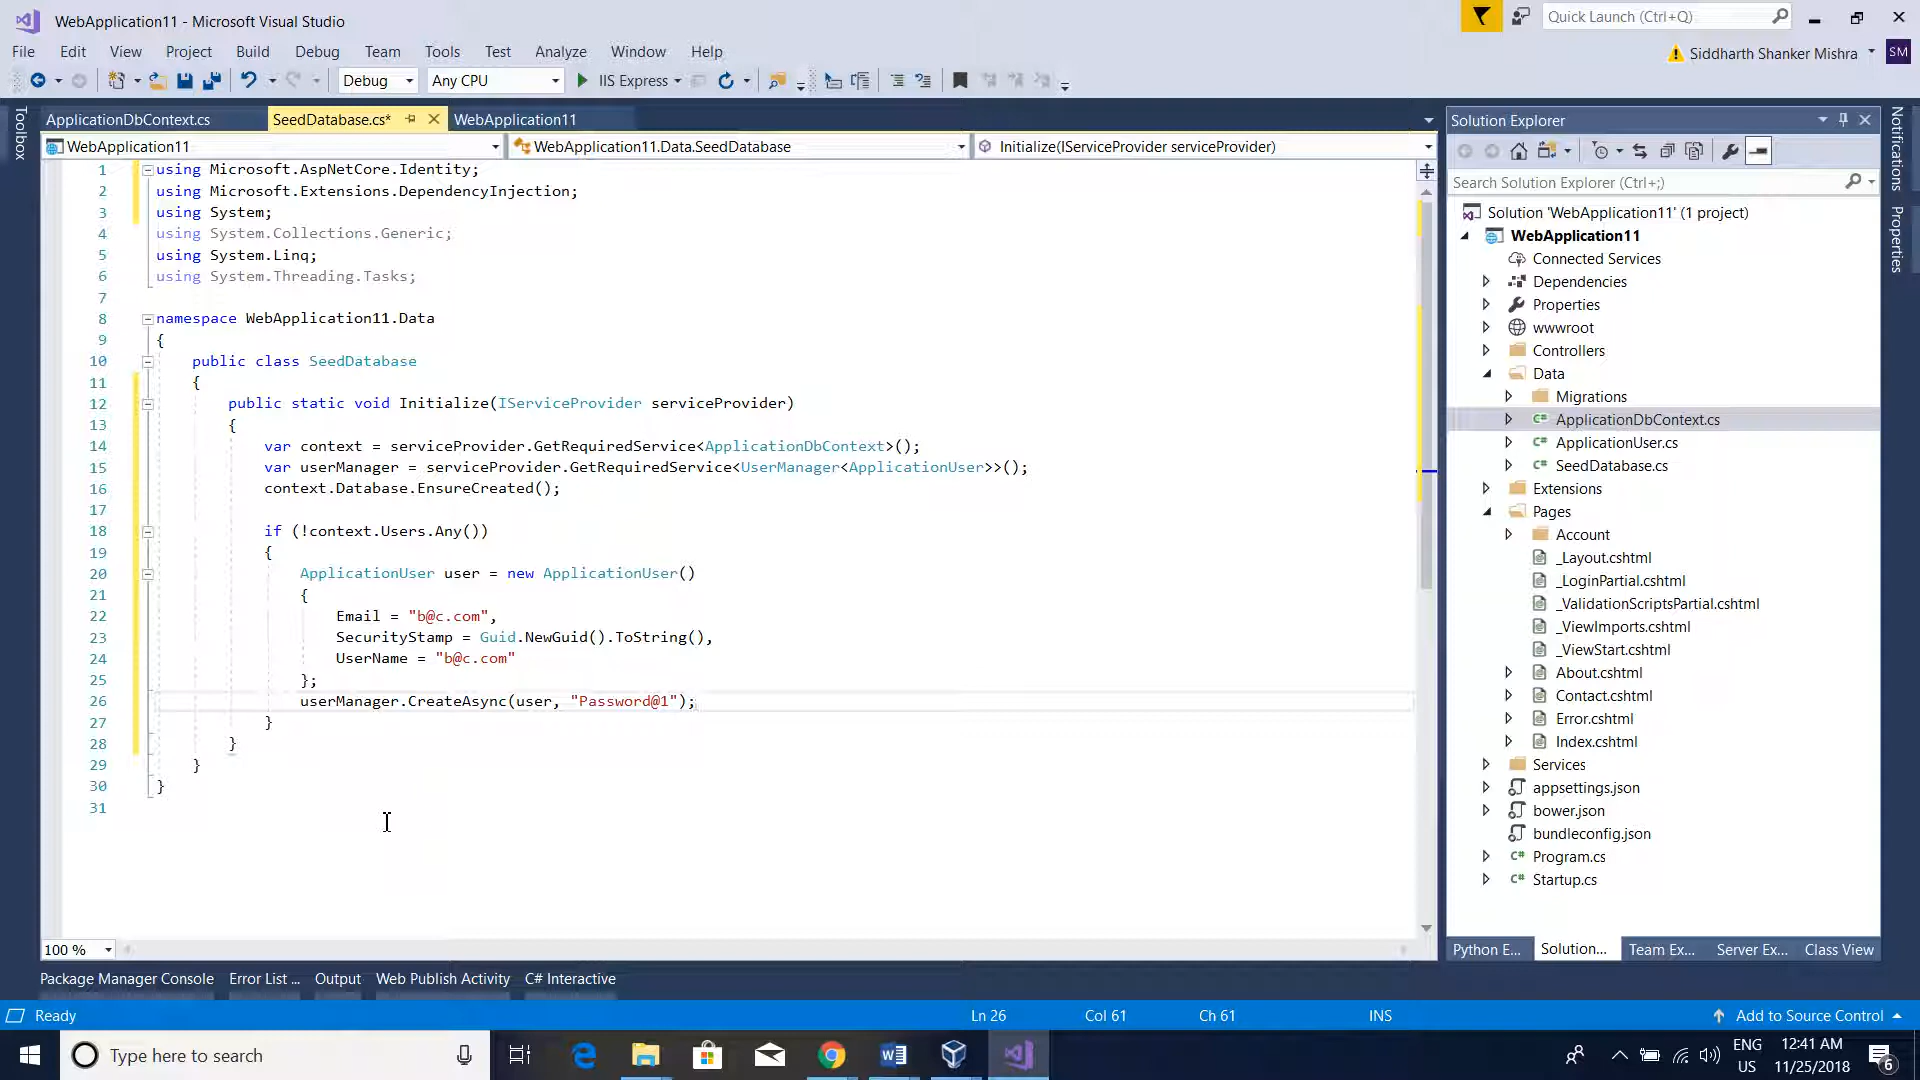 WebApplication11 - Microsoft Visual Studio
Quick Launch (Ctrl+Q)
File Edit View Project Build Debug Team Tools Test Analyze Window Help
Siddharth Shanker Mishra SM
Debug Any CPU IIS Express
Toolbox
ApplicationDbContext.cs SeedDatabase.cs* WebApplication11
WebApplication11 WebApplication11.Data.SeedDatabase Initialize(IServiceProvider serviceProvider)
1 using Microsoft.AspNetCore.Identity;
2 using Microsoft.Extensions.DependencyInjection;
3 using System;
4 using System.Collections.Generic;
5 using System.Linq;
6 using System.Threading.Tasks;
7
8 namespace WebApplication11.Data
9 {
10 public class SeedDatabase
11 {
12 public static void Initialize(IServiceProvider serviceProvider)
13 {
14 var context = serviceProvider.GetRequiredService<ApplicationDbContext>();
15 var userManager = serviceProvider.GetRequiredService<UserManager<ApplicationUser>>();
16 context.Database.EnsureCreated();
17
18 if (!context.Users.Any())
19 {
20 ApplicationUser user = new ApplicationUser()
21 {
22 Email = "b@c.com",
23 SecurityStamp = Guid.NewGuid().ToString(),
24 UserName = "b@c.com"
25 };
26 userManager.CreateAsync(user, "Password@1");
27 }
28 }
29 }
30 }
31
100 %
Solution Explorer
Search Solution Explorer (Ctrl+;)
Solution 'WebApplication11' (1 project)
WebApplication11
Connected Services
Dependencies
Properties
wwwroot
Controllers
Data
Migrations
ApplicationDbContext.cs
ApplicationUser.cs
SeedDatabase.cs
Extensions
Pages
Account
_Layout.cshtml
_LoginPartial.cshtml
_ValidationScriptsPartial.cshtml
_ViewImports.cshtml
_ViewStart.cshtml
About.cshtml
Contact.cshtml
Error.cshtml
Index.cshtml
Services
appsettings.json
bower.json
bundleconfig.json
Program.cs
Startup.cs
Python E... Solution... Team Ex... Server Ex... Class View
Notifications
Properties
Package Manager Console Error List ... Output Web Publish Activity C# Interactive
Ready Ln 26 Col 61 Ch 61 INS Add to Source Control
Type here to search
ENG
US
12:41 AM
11/25/2018
6